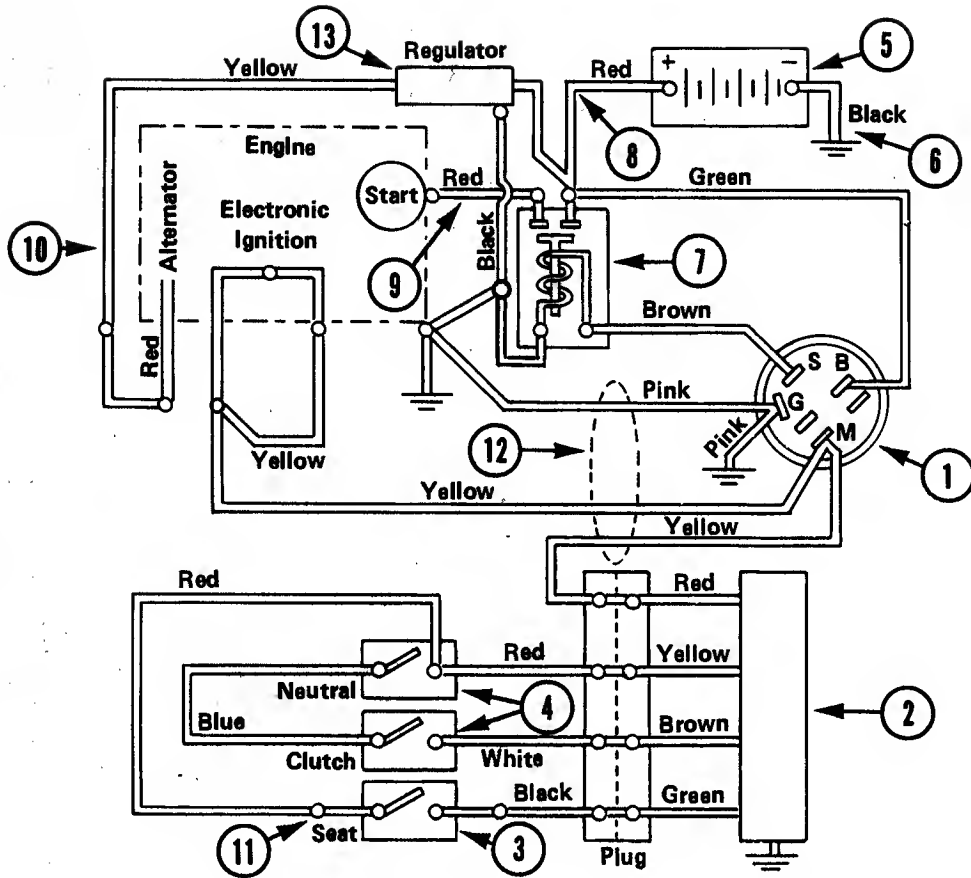 13
Regulator
5
Yellow
Red
+
−
Black
8
6
Engine
Red
Green
Start
Alternator
Electronic
Ignition
Black
10
9
7
Brown
Red
S
B
Pink
G
M
Pink
12
1
Yellow
Yellow
Yellow
Red
Red
Red
Yellow
Neutral
4
2
Blue
Brown
Clutch
White
Black
Green
11
Seat
3
Plug